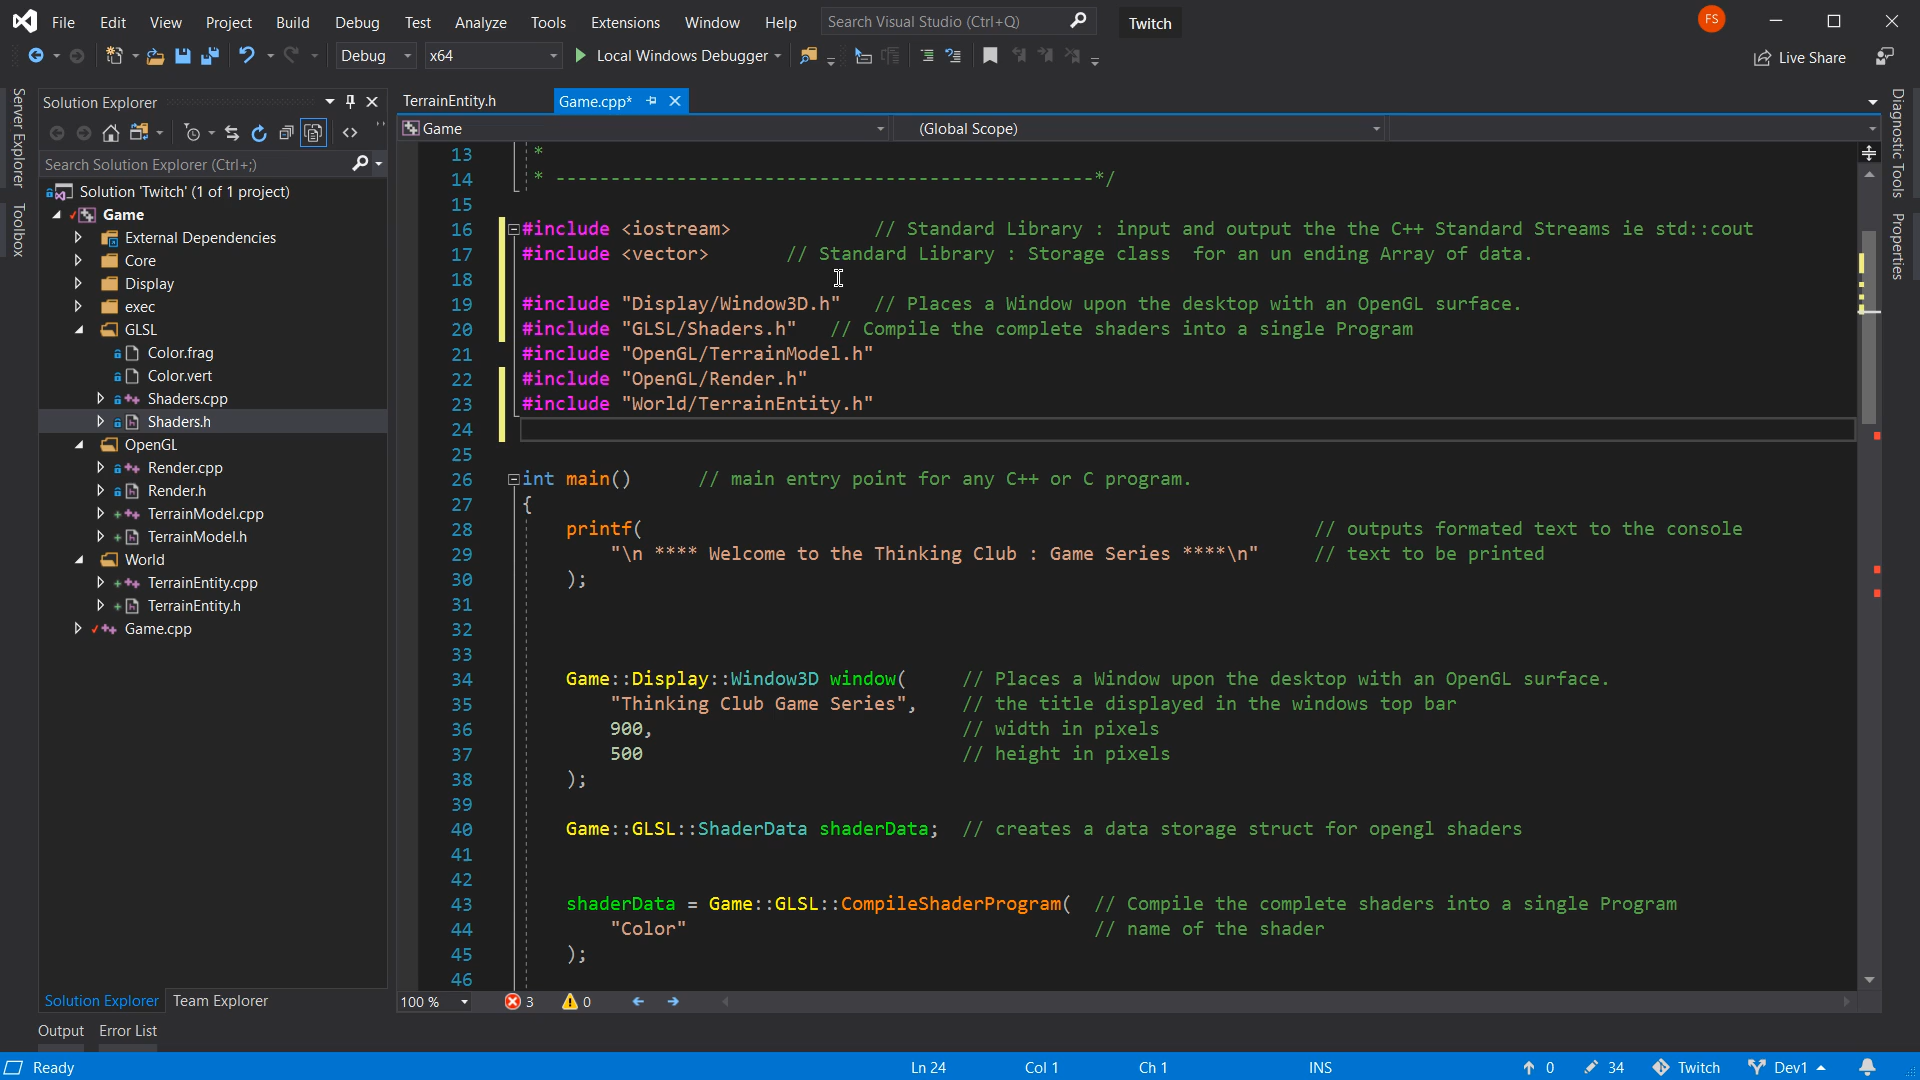 File Edit View Project Build Debug Test Analyze Tools Extensions Window Help Search Visual Studio (Ctrl+Q) Twitch FS
Debug x64 Local Windows Debugger Live Share
Server Explorer
Toolbox
Solution Explorer
Search Solution Explorer (Ctrl+;)
Solution 'Twitch' (1 of 1 project)
Game
External Dependencies
Core
Display
exec
GLSL
Color.frag
Color.vert
Shaders.cpp
Shaders.h
OpenGL
Render.cpp
Render.h
TerrainModel.cpp
TerrainModel.h
World
TerrainEntity.cpp
TerrainEntity.h
Game.cpp
Solution Explorer Team Explorer
TerrainEntity.h Game.cpp*
Game (Global Scope)
13 *
14 * -------------------------------------------------*/
15
16 #include <iostream> // Standard Library : input and output the the C++ Standard Streams ie std::cout
17 #include <vector> // Standard Library : Storage class  for an un ending Array of data.
18
19 #include "Display/Window3D.h" // Places a Window upon the desktop with an OpenGL surface.
20 #include "GLSL/Shaders.h" // Compile the complete shaders into a single Program
21 #include "OpenGL/TerrainModel.h"
22 #include "OpenGL/Render.h"
23 #include "World/TerrainEntity.h"
24
25
26 int main() // main entry point for any C++ or C program.
27 {
28 printf( // outputs formated text to the console
29 "\n **** Welcome to the Thinking Club : Game Series ****\n" // text to be printed
30 );
31
32
33
34 Game::Display::Window3D window( // Places a Window upon the desktop with an OpenGL surface.
35 "Thinking Club Game Series", // the title displayed in the windows top bar
36 900, // width in pixels
37 500 // height in pixels
38 );
39
40 Game::GLSL::ShaderData shaderData; // creates a data storage struct for opengl shaders
41
42
43 shaderData = Game::GLSL::CompileShaderProgram( // Compile the complete shaders into a single Program
44 "Color" // name of the shader
45 );
46
100 % 3 0
Diagnostic Tools
Properties
Output Error List
Ready Ln 24 Col 1 Ch 1 INS 0 34 Twitch Dev1